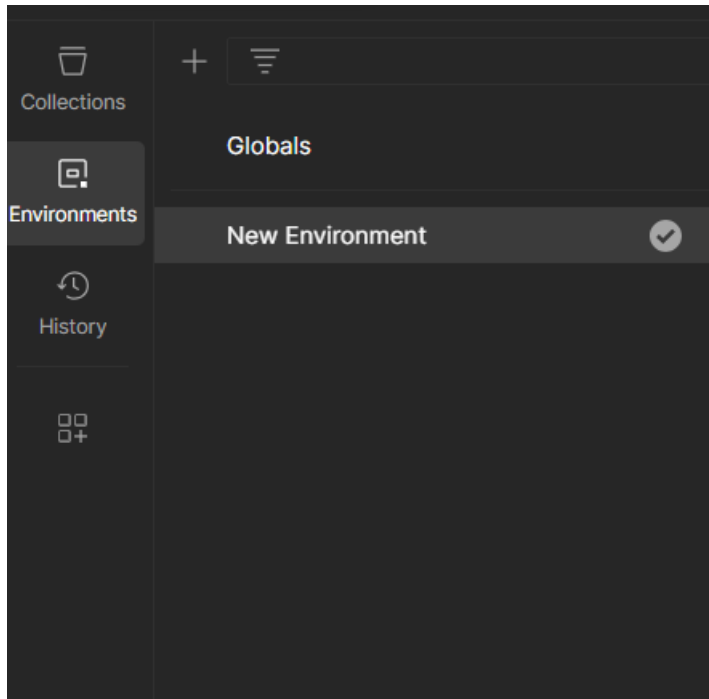 Collections
Environments
History
Globals
New Environment